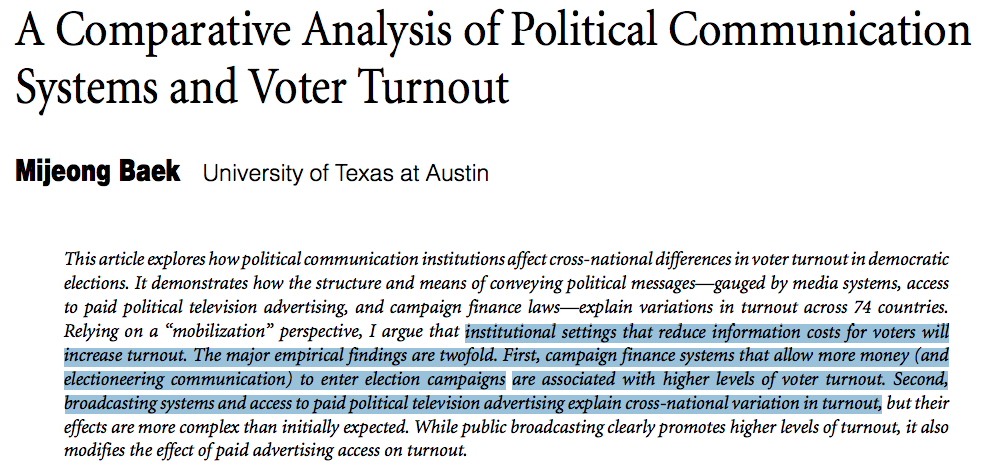 A Comparative Analysis of Political Communication
Systems and Voter Turnout
Mijeong Baek University of Texas at Austin
This article explores how political communication institutions affect cross-national differences in voter turnout in democratic
elections. It demonstrates how the structure and means of conveying political messages—gauged by media systems, access
to paid political television advertising, and campaign finance laws—explain variations in turnout across 74 countries.
Relying on a “mobilization” perspective, I argue that institutional settings that reduce information costs for voters will
increase turnout. The major empirical findings are twofold. First, campaign finance systems that allow more money (and
electioneering communication) to enter election campaigns are associated with higher levels of voter turnout. Second,
broadcasting systems and access to paid political television advertising explain cross-national variation in turnout, but their
effects are more complex than initially expected. While public broadcasting clearly promotes higher levels of turnout, it also
modifies the effect of paid advertising access on turnout.